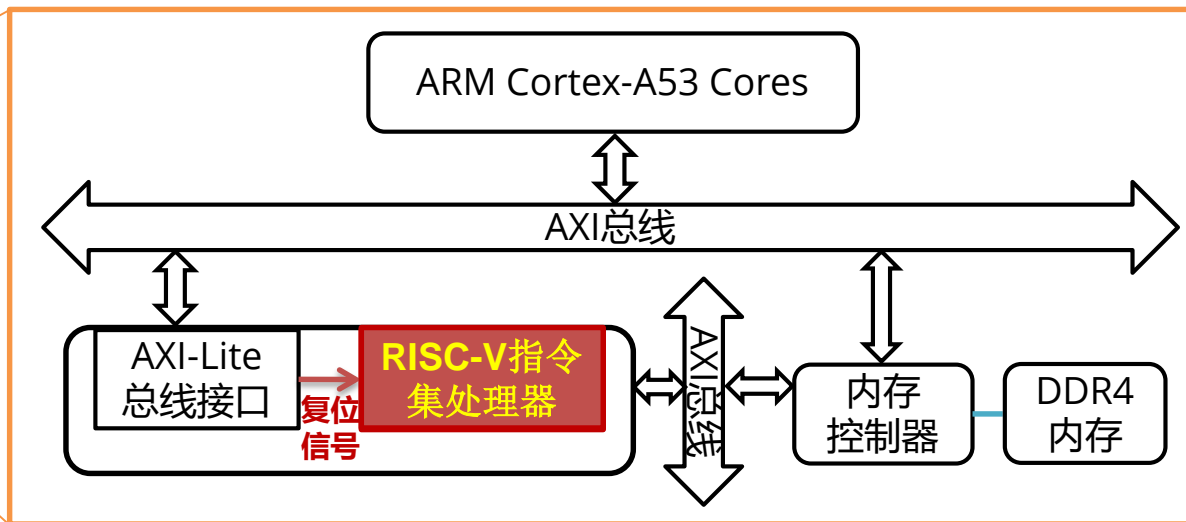 ARM Cortex-A53 Cores
AXI总线
AXI-Lite
总线接口
复位
信号
RISC-V指令
集处理器
AXI总线
内存
控制器
DDR4
内存